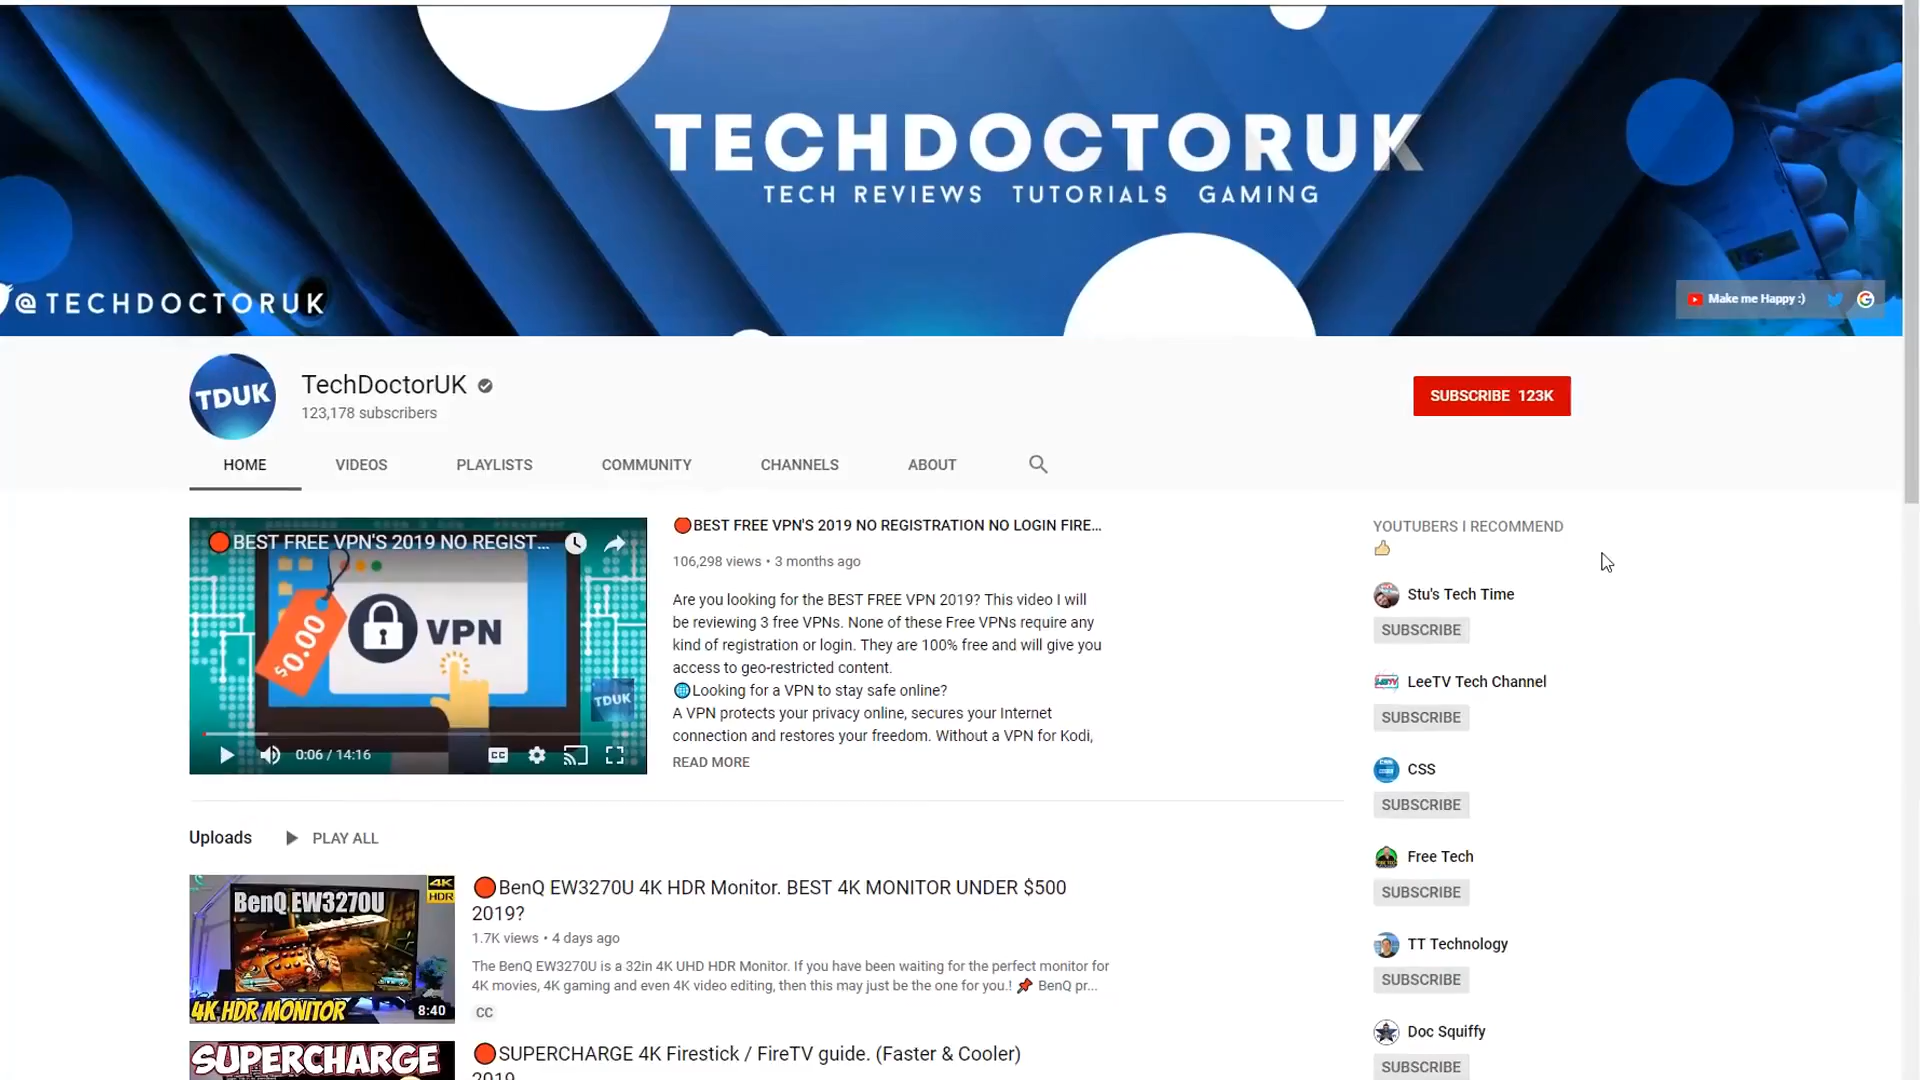 TECHDOCTORUK
TECH REVIEWS TUTORIALS GAMING
@TECHDOCTORUK
Make me Happy :)
TDUK
TechDoctorUK
123,178 subscribers
SUBSCRIBE 123K
HOME
VIDEOS
PLAYLISTS
COMMUNITY
CHANNELS
ABOUT
BEST FREE VPN'S 2019 NO REGIST...
$0.00
VPN
TDUK
0:06 / 14:16
CC
🔴BEST FREE VPN'S 2019 NO REGISTRATION NO LOGIN FIRE...
106,298 views • 3 months ago
Are you looking for the BEST FREE VPN 2019? This video I will
be reviewing 3 free VPNs. None of these Free VPNs require any
kind of registration or login. They are 100% free and will give you
access to geo-restricted content.
🌐Looking for a VPN to stay safe online?
A VPN protects your privacy online, secures your Internet
connection and restores your freedom. Without a VPN for Kodi,
READ MORE
YOUTUBERS I RECOMMEND
👍
Stu's Tech Time
SUBSCRIBE
LeeTV Tech Channel
SUBSCRIBE
CSS
SUBSCRIBE
Free Tech
SUBSCRIBE
TT Technology
SUBSCRIBE
Doc Squiffy
SUBSCRIBE
Uploads
PLAY ALL
BenQ EW3270U
4K
HDR
4K HDR MONITOR
8:40
🔴BenQ EW3270U 4K HDR Monitor. BEST 4K MONITOR UNDER $500
2019?
1.7K views • 4 days ago
The BenQ EW3270U is a 32in 4K UHD HDR Monitor. If you have been waiting for the perfect monitor for
4K movies, 4K gaming and even 4K video editing, then this may just be the one for you.! 📌 BenQ pr...
CC
SUPERCHARGE
🔴SUPERCHARGE 4K Firestick / FireTV guide. (Faster & Cooler)
2019